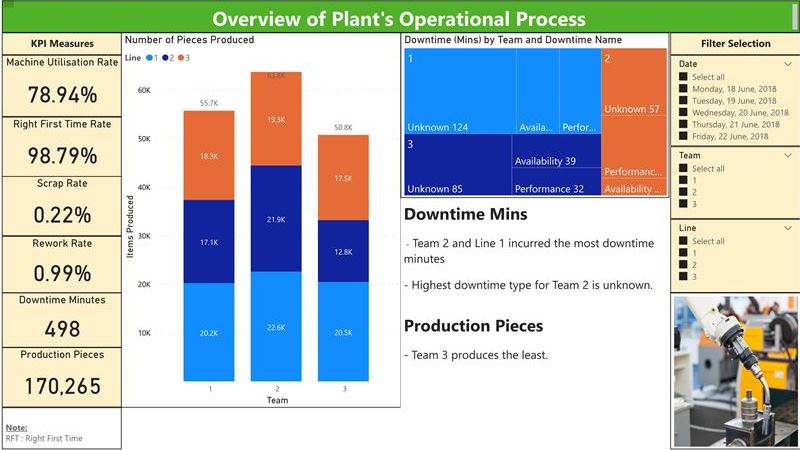 Overview of Plant's Operational Process
KPI Measures
Machine Utilisation Rate
78.94%
Right First Time Rate
98.79%
Scrap Rate
0.22%
Rework Rate
0.99%
Downtime Minutes
498
Production Pieces
170,265
Note:
RFT : Right First Time
Number of Pieces Produced
Line 1 2 3
Items Produced
60K
50K
40K
30K
20K
10K
55.7K
18.3K
17.1K
20.2K
63.8K
19.3K
21.9K
22.6K
50.8K
17.5K
12.8K
20.5K
1 2 3
Team
Downtime (Mins) by Team and Downtime Name
1
Unknown 124
Availa...
Perfor...
2
Unknown 57
Performanc...
Availability ...
3
Unknown 85
Availability 39
Performance 32
Downtime Mins
- Team 2 and Line 1 incurred the most downtime
minutes
- Highest downtime type for Team 2 is unknown.
Production Pieces
- Team 3 produces the least.
Filter Selection
Date
Select all
Monday, 18 June, 2018
Tuesday, 19 June, 2018
Wednesday, 20 June, 2018
Thursday, 21 June, 2018
Friday, 22 June, 2018
Team
Select all
1
2
3
Line
Select all
1
2
3